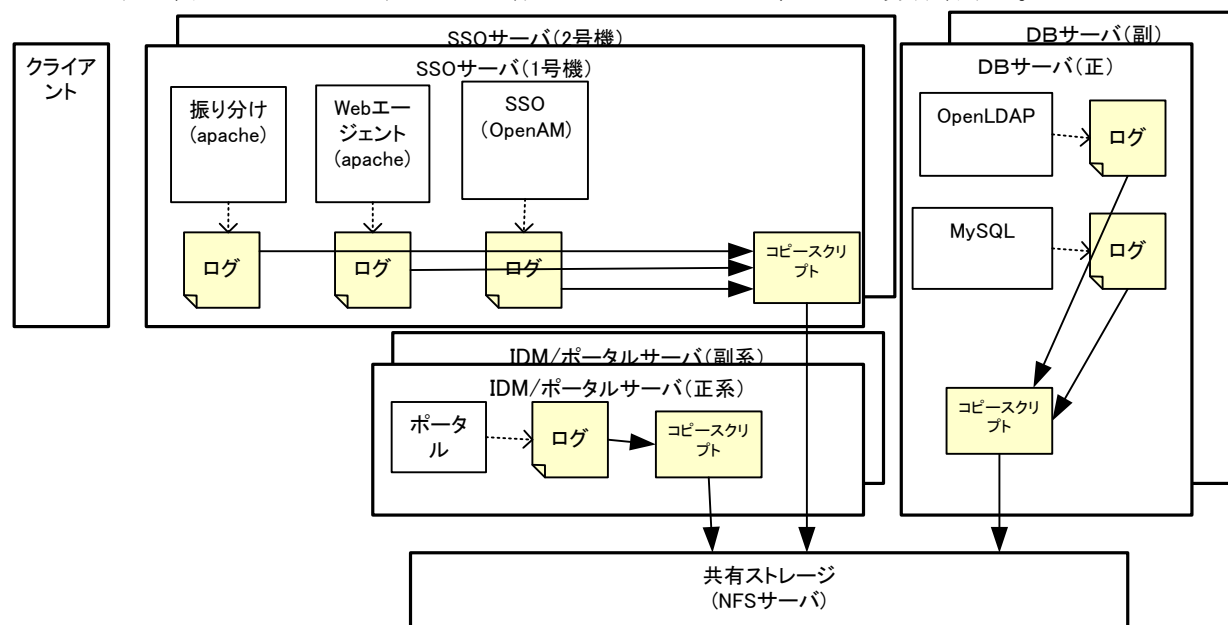 SSOサーバ(2号機)
DBサーバ(副)
クライア
ント
SSOサーバ(1号機)
DBサーバ(正)
振り分け
(apache)
Webエー
ジェント
(apache)
SSO
(OpenAM)
OpenLDAP
ログ
MySQL
ログ
ログ
ログ
ログ
コピースクリ
プト
IDM/ポータルサーバ(副系)
IDM/ポータルサーバ(正系)
ポータ
ル
ログ
コピースクリ
プト
コピースクリ
プト
共有ストレージ
(NFSサーバ)